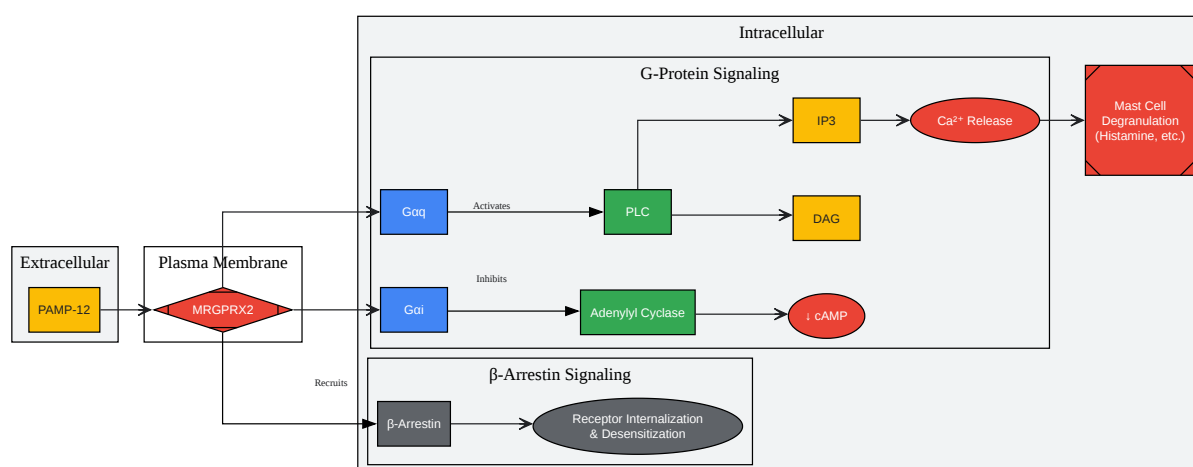 Intracellular
G-Protein Signaling
IP3
Ca²⁺ Release
Mast Cell
Degranulation
(Histamine, etc.)
Gαq
Activates
PLC
DAG
Extracellular
PAMP-12
Plasma Membrane
MRGPRX2
Inhibits
Gαi
Adenylyl Cyclase
↓ cAMP
Recruits
β-Arrestin Signaling
β-Arrestin
Receptor Internalization
& Desensitization